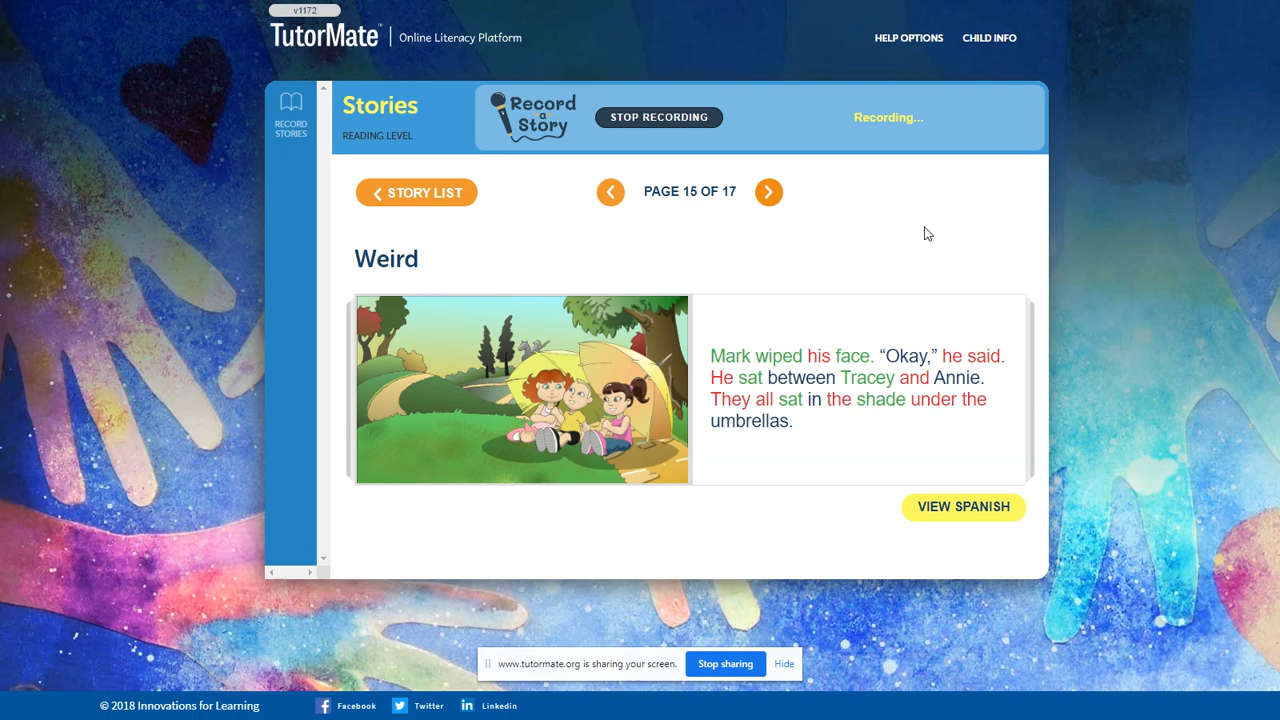 v1172
TutorMate™ | Online Literacy Platform
HELP OPTIONS
CHILD INFO
RECORD
STORIES
Stories
READING LEVEL
Record
a
Story
STOP RECORDING
Recording...
STORY LIST
PAGE 15 OF 17
Weird
Mark wiped his face. “Okay,” he said.
He sat between Tracey and Annie.
They all sat in the shade under the
umbrellas.
VIEW SPANISH
www.tutormate.org is sharing your screen.
Stop sharing
Hide
© 2018 Innovations for Learning
Facebook
Twitter
Linkedin